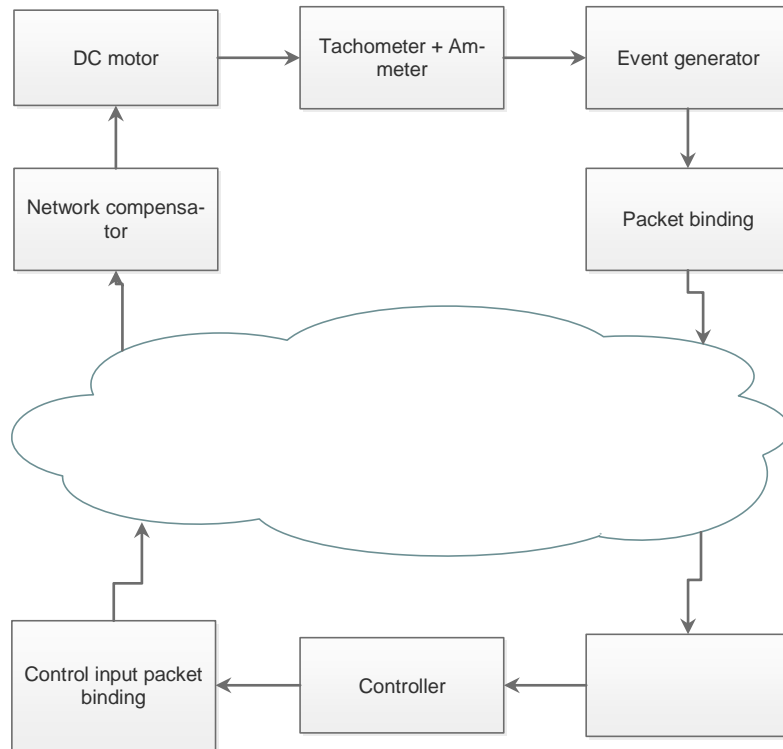 DC motor
Tachometer + Am-
meter
Event generator
Network compensa-
tor
Packet binding
Control input packet
binding
Controller